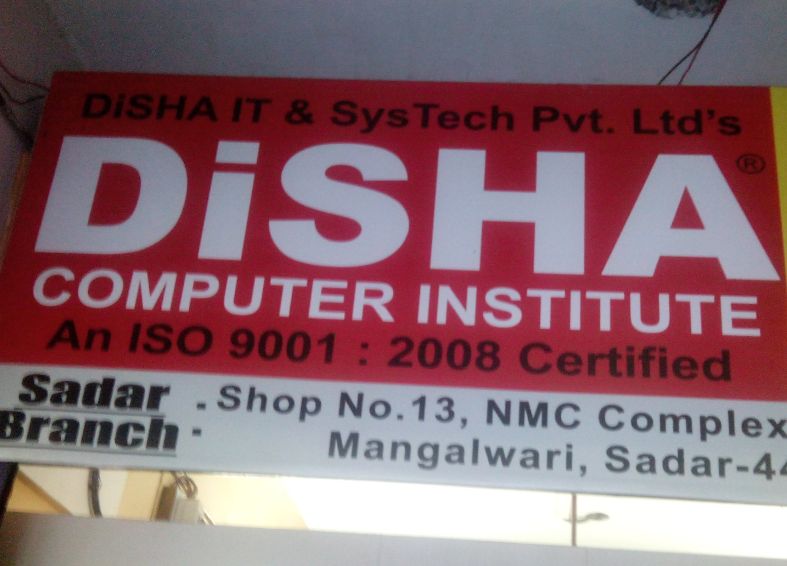 DiSHA IT & SysTech Pvt. Ltd's
DiSHA®
COMPUTER INSTITUTE
An ISO 9001 : 2008 Certified
Sadar Branch : Shop No.13, NMC Complex
Mangalwari, Sadar-44